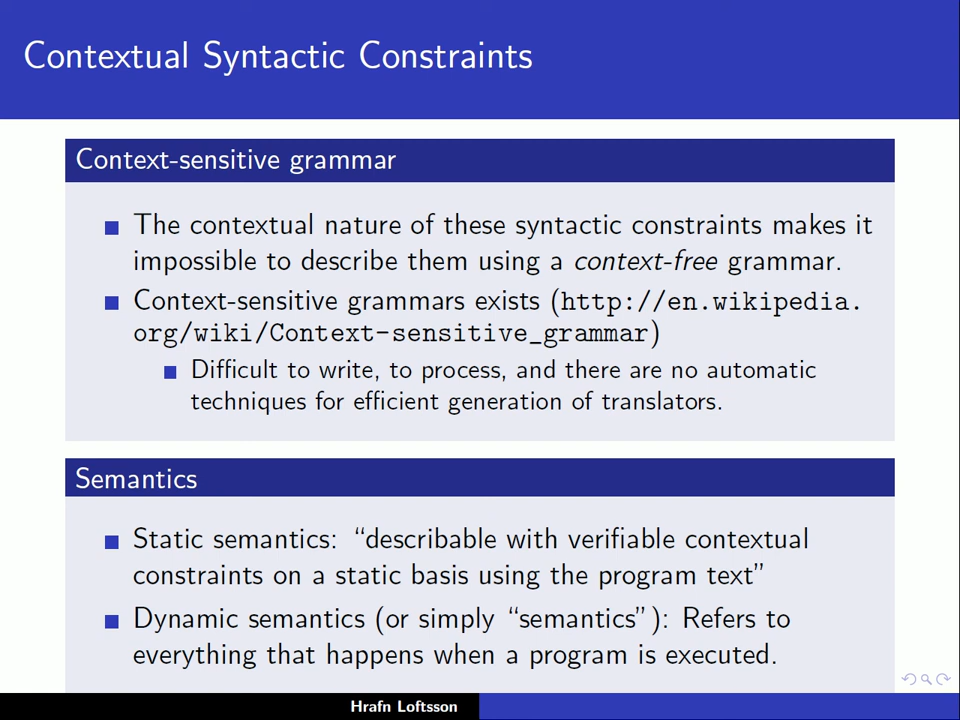 Contextual Syntactic Constraints
Context-sensitive grammar
The contextual nature of these syntactic constraints makes it
impossible to describe them using a context-free grammar.
Context-sensitive grammars exists (http://en.wikipedia.
org/wiki/Context-sensitive_grammar)
Difficult to write, to process, and there are no automatic
techniques for efficient generation of translators.
Semantics
Static semantics: “describable with verifiable contextual
constraints on a static basis using the program text”
Dynamic semantics (or simply “semantics”): Refers to
everything that happens when a program is executed.
Hrafn Loftsson